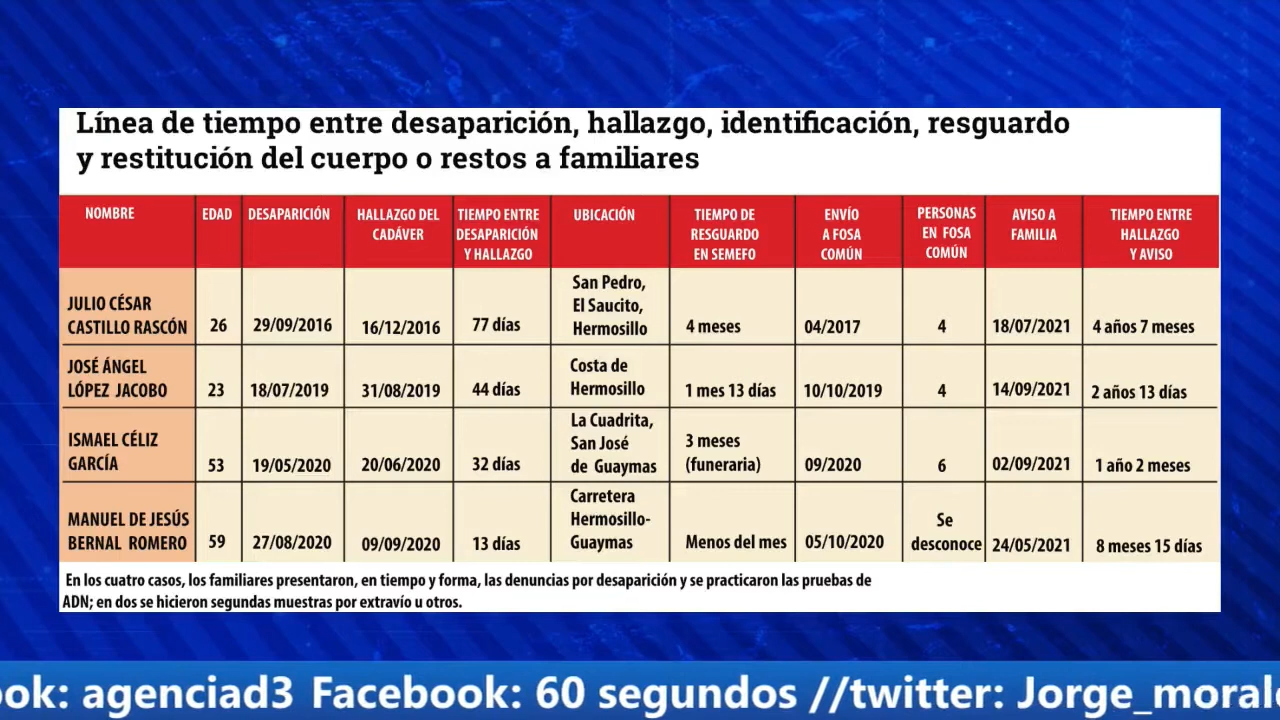 Línea de tiempo entre desaparición, hallazgo, identificación, resguardo
y restitución del cuerpo o restos a familiares
NOMBRE
EDAD
DESAPARICIÓN
HALLAZGO DEL
CADÁVER
TIEMPO ENTRE
DESAPARICIÓN
Y HALLAZGO
UBICACIÓN
TIEMPO DE
RESGUARDO
EN SEMEFO
ENVÍO
A FOSA
COMÚN
PERSONAS
EN FOSA
COMÚN
AVISO A
FAMILIA
TIEMPO ENTRE
HALLAZGO
Y AVISO
JULIO CÉSAR
CASTILLO RASCÓN
26
29/09/2016
16/12/2016
77 días
San Pedro,
El Saucito,
Hermosillo
4 meses
04/2017
4
18/07/2021
4 años 7 meses
JOSÉ ÁNGEL
LÓPEZ JACOBO
23
18/07/2019
31/08/2019
44 días
Costa de
Hermosillo
1 mes 13 días
10/10/2019
4
14/09/2021
2 años 13 días
ISMAEL CÉLIZ
GARCÍA
53
19/05/2020
20/06/2020
32 días
La Cuadrita,
San José
de Guaymas
3 meses
(funeraria)
09/2020
6
02/09/2021
1 año 2 meses
MANUEL DE JESÚS
BERNAL ROMERO
59
27/08/2020
09/09/2020
13 días
Carretera
Hermosillo-
Guaymas
Menos del mes
05/10/2020
Se
desconoce
24/05/2021
8 meses 15 días
En los cuatro casos, los familiares presentaron, en tiempo y forma, las denuncias por desaparición y se practicaron las pruebas de
ADN; en dos se hicieron segundas muestras por extravío u otros.
ook: agenciad3 Facebook: 60 segundos //twitter: Jorge_morale